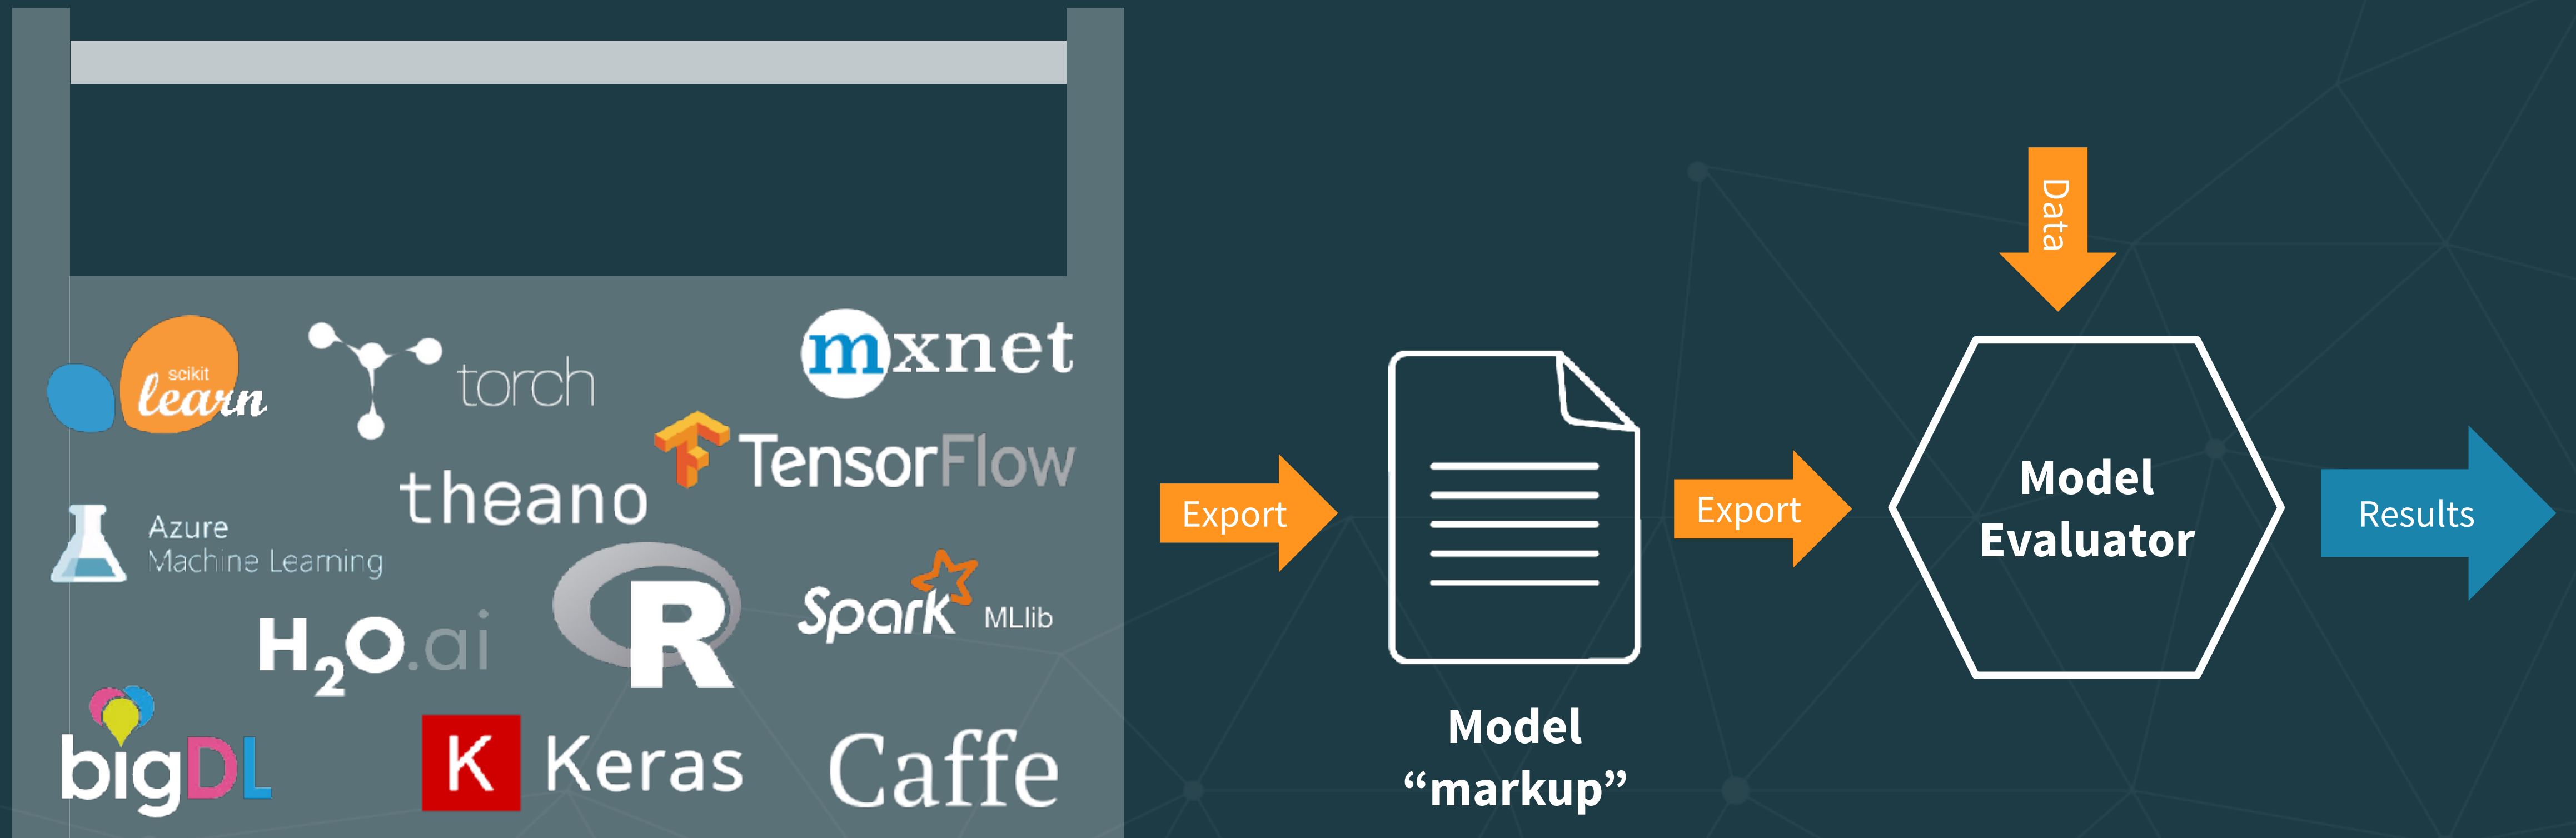 scikit
learn
torch
mxnet
TensorFlow
theano
Azure
Machine Learning
H2O.ai
R
Spark MLlib
bigDL
K Keras
Caffe
Export
Model
“markup”
Export
Data
Model
Evaluator
Results